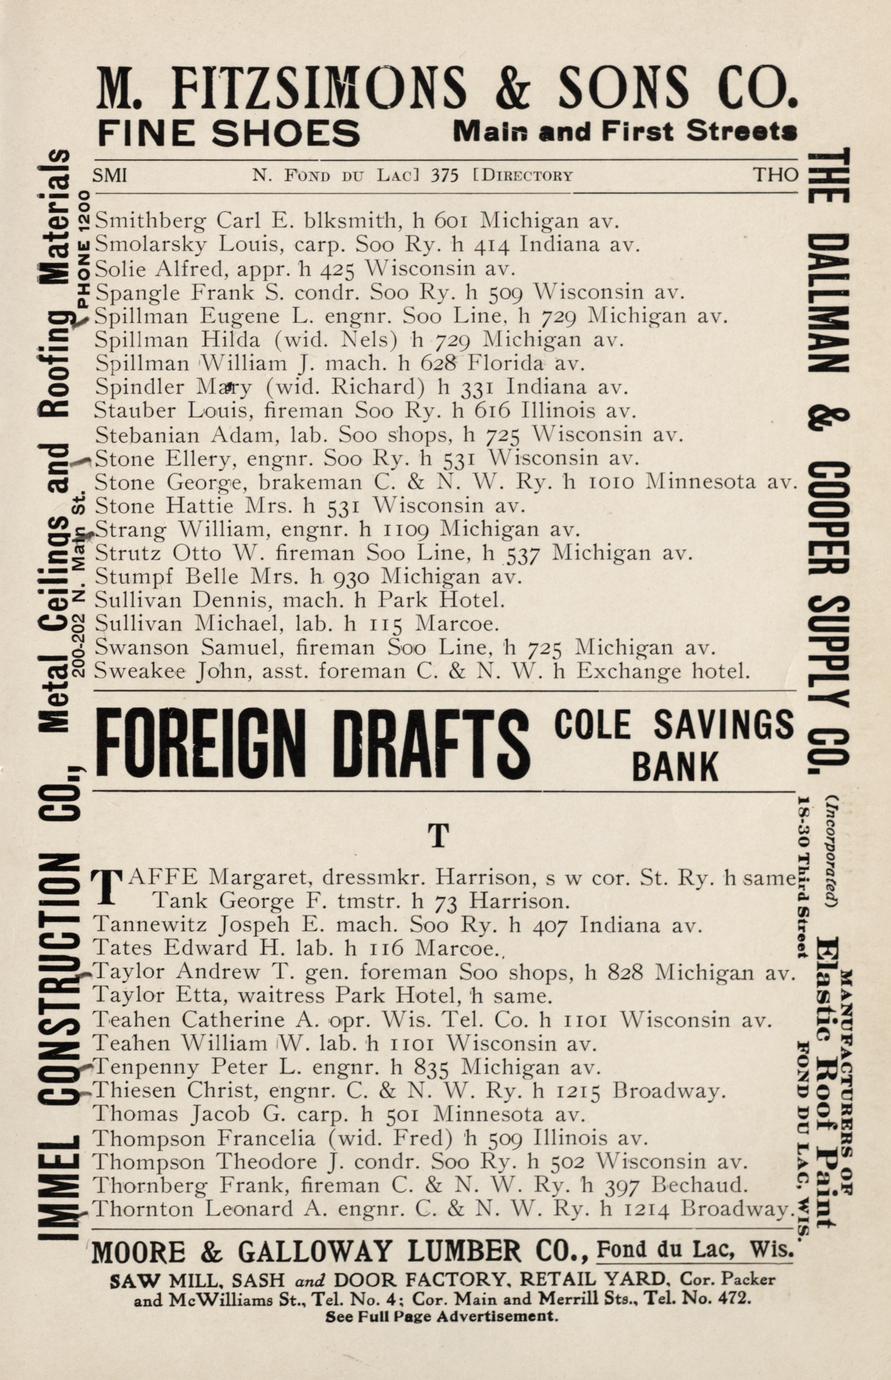 M. FITZSIMONS & SONS CO.
FINE SHOES Main and First Streets
SMI N. FOND DU LAC] 375 [DIRECTORY THO
Smithberg Carl E. blksmith, h 601 Michigan av.
Smolarsky Louis, carp. Soo Ry. h 414 Indiana av.
Solie Alfred, appr. h 425 Wisconsin av.
Spangle Frank S. condr. Soo Ry. h 509 Wisconsin av.
Spillman Eugene L. engnr. Soo Line, h 729 Michigan av.
Spillman Hilda (wid. Nels) h 729 Michigan av.
Spillman William J. mach. h 628 Florida av.
Spindler Mary (wid. Richard) h 331 Indiana av.
Stauber Louis, fireman Soo Ry. h 616 Illinois av.
Stebanian Adam, lab. Soo shops, h 725 Wisconsin av.
Stone Ellery, engnr. Soo Ry. h 531 Wisconsin av.
Stone George, brakeman C. & N. W. Ry. h 1010 Minnesota av.
Stone Hattie Mrs. h 531 Wisconsin av.
Strang William, engnr. h 1109 Michigan av.
Strutz Otto W. fireman Soo Line, h 537 Michigan av.
Stumpf Belle Mrs. h 930 Michigan av.
Sullivan Dennis, mach. h Park Hotel.
Sullivan Michael, lab. h 115 Marcoe.
Swanson Samuel, fireman Soo Line, h 725 Michigan av.
Sweakee John, asst. foreman C. & N. W. h Exchange hotel.
FOREIGN DRAFTS COLE SAVINGS BANK
T
TAFFE Margaret, dressmkr. Harrison, s w cor. St. Ry. h same.
Tank George F. tmstr. h 73 Harrison.
Tannewitz Jospeh E. mach. Soo Ry. h 407 Indiana av.
Tates Edward H. lab. h 116 Marcoe.
Taylor Andrew T. gen. foreman Soo shops, h 828 Michigan av.
Taylor Etta, waitress Park Hotel, h same.
Teahen Catherine A. opr. Wis. Tel. Co. h 1101 Wisconsin av.
Teahen William W. lab. h 1101 Wisconsin av.
Tenpenny Peter L. engnr. h 835 Michigan av.
Thiesen Christ, engnr. C. & N. W. Ry. h 1215 Broadway.
Thomas Jacob G. carp. h 501 Minnesota av.
Thompson Francelia (wid. Fred) h 509 Illinois av.
Thompson Theodore J. condr. Soo Ry. h 502 Wisconsin av.
Thornberg Frank, fireman C. & N. W. Ry. h 397 Bechaud.
Thornton Leonard A. engnr. C. & N. W. Ry. h 1214 Broadway.
MOORE & GALLOWAY LUMBER CO., Fond du Lac, Wis.
SAW MILL, SASH and DOOR FACTORY, RETAIL YARD, Cor. Packer
and McWilliams St., Tel. No. 4; Cor. Main and Merrill Sts., Tel. No. 472.
See Full Page Advertisement.
IMMEL CONSTRUCTION CO., Metal Ceilings and Roofing Materials
200-202 N. Main St. PHONE 1200
THE DALLMAN & COOPER SUPPLY CO.
(Incorporated)
18-30 Third Street
MANUFACTURERS OF
Elastic Roof Paint
FOND DU LAC, WIS.